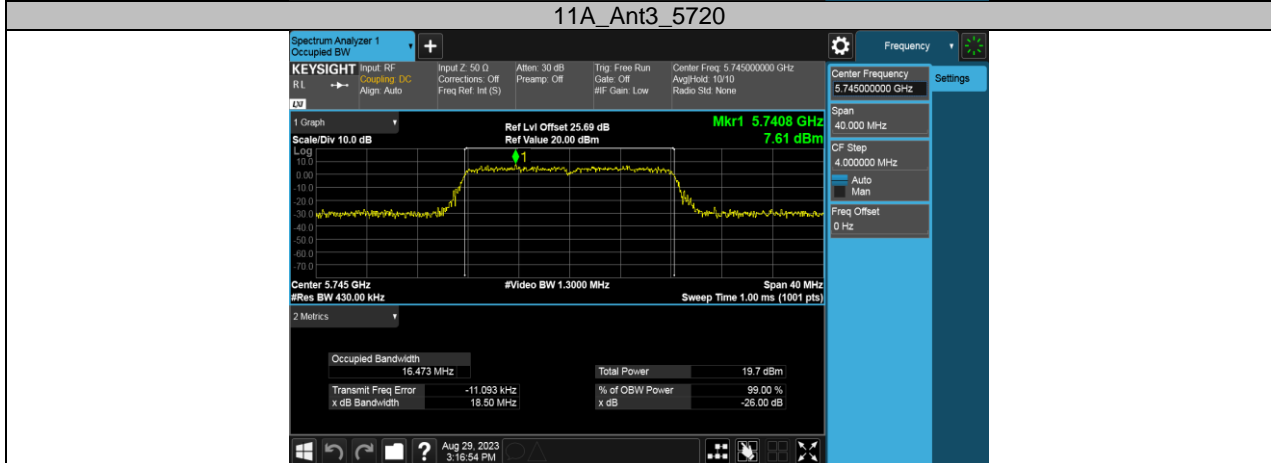 11A_Ant3_5720
Spectrum Analyzer 1
Occupied BW
+
Frequency
KEYSIGHT
RL
Input: RF
Coupling: DC
Align: Auto
Input Z: 50 Ω
Corrections: Off
Freq Ref: Int (S)
Atten: 30 dB
Preamp: Off
Trig: Free Run
Gate: Off
#IF Gain: Low
Center Freq: 5.745000000 GHz
Avg|Hold: 10/10
Radio Std: None
LXI
1 Graph
Scale/Div 10.0 dB
Ref Lvl Offset 25.69 dB
Ref Value 20.00 dBm
Mkr1 5.7408 GHz
7.61 dBm
Log
10.0
0.00
-10.0
-20.0
-30.0
-40.0
-50.0
-60.0
-70.0
1
Center 5.745 GHz
#Res BW 430.00 kHz
#Video BW 1.3000 MHz
Span 40 MHz
Sweep Time 1.00 ms (1001 pts)
2 Metrics
Occupied Bandwidth
16.473 MHz
Total Power 19.7 dBm
Transmit Freq Error -11.093 kHz
% of OBW Power 99.00 %
x dB Bandwidth 18.50 MHz
x dB -26.00 dB
Center Frequency
5.745000000 GHz
Settings
Span
40.000 MHz
CF Step
4.000000 MHz
Auto
Man
Freq Offset
0 Hz
?
Aug 29, 2023
3:16:54 PM